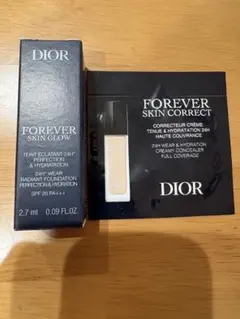 DIOR
FOREVER
SKIN GLOW
TEINT ÉCLATANT 24H*
PERFECTION
& HYDRATATION
24H* WEAR
RADIANT FOUNDATION
PERFECTION & HYDRATION
SPF 20 PA+++
2.7 ml 0.09 FL.OZ.
FOREVER
SKIN CORRECT
CORRECTEUR CRÈME
TENUE & HYDRATATION 24H
HAUTE COUVRANCE
24H WEAR & HYDRATION
CREAMY CONCEALER
FULL COVERAGE
DIOR